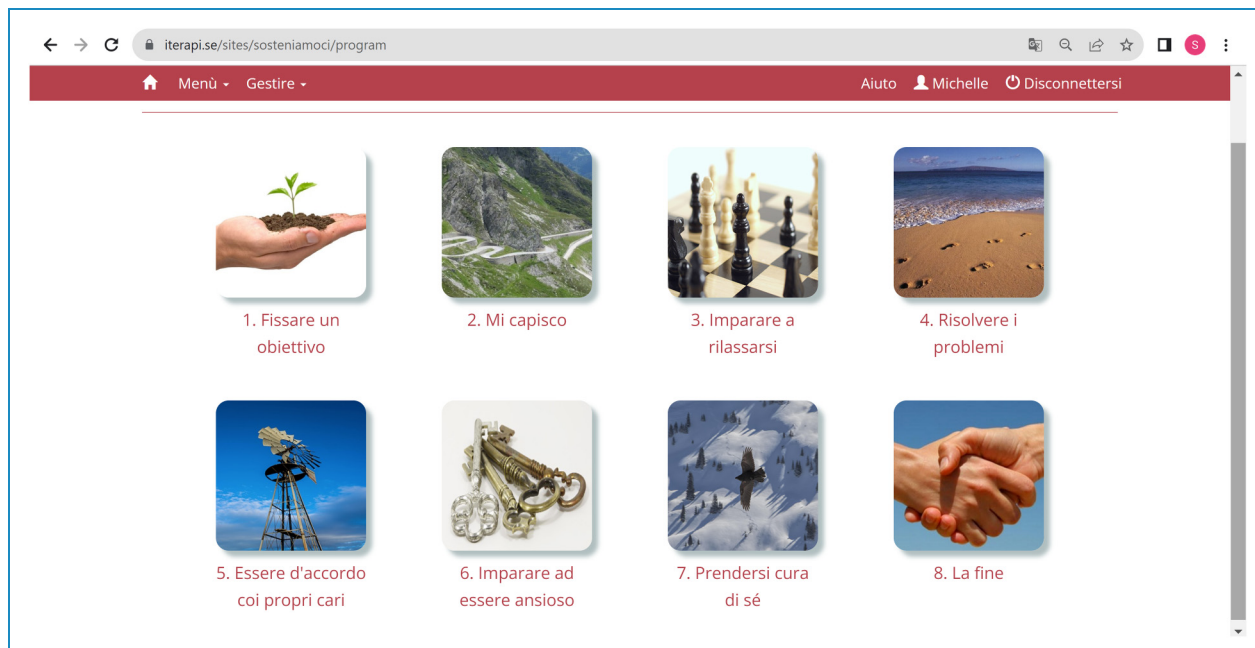 iterapi.se/sites/sosteniamoci/program
S
Menù Gestire Aiuto Michelle Disconnettersi
1. Fissare un
obiettivo
2. Mi capisco
3. Imparare a
rilassarsi
4. Risolvere i
problemi
5. Essere d'accordo
coi propri cari
6. Imparare ad
essere ansioso
7. Prendersi cura
di sé
8. La fine